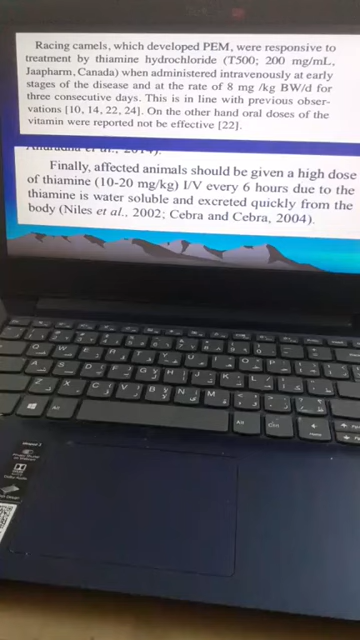 Racing camels, which developed PEM, were responsive to
treatment by thiamine hydrochloride (T500; 200 mg/mL,
Jaapharm, Canada) when administered intravenously at early
stages of the disease and at the rate of 8 mg /kg BW/d for
three consecutive days. This is in line with previous obser-
vations [10, 14, 22, 24]. On the other hand oral doses of the
vitamin were reported not be effective [22].
Finally, affected animals should be given a high dose
of thiamine (10-20 mg/kg) I/V every 6 hours due to the
thiamine is water soluble and excreted quickly from the
body (Niles et al., 2002; Cebra and Cebra, 2004).
Q W E R T Y U I O P
A S D F G H J K L
Z X C V B N M
Alt Alt Ctrl
Home